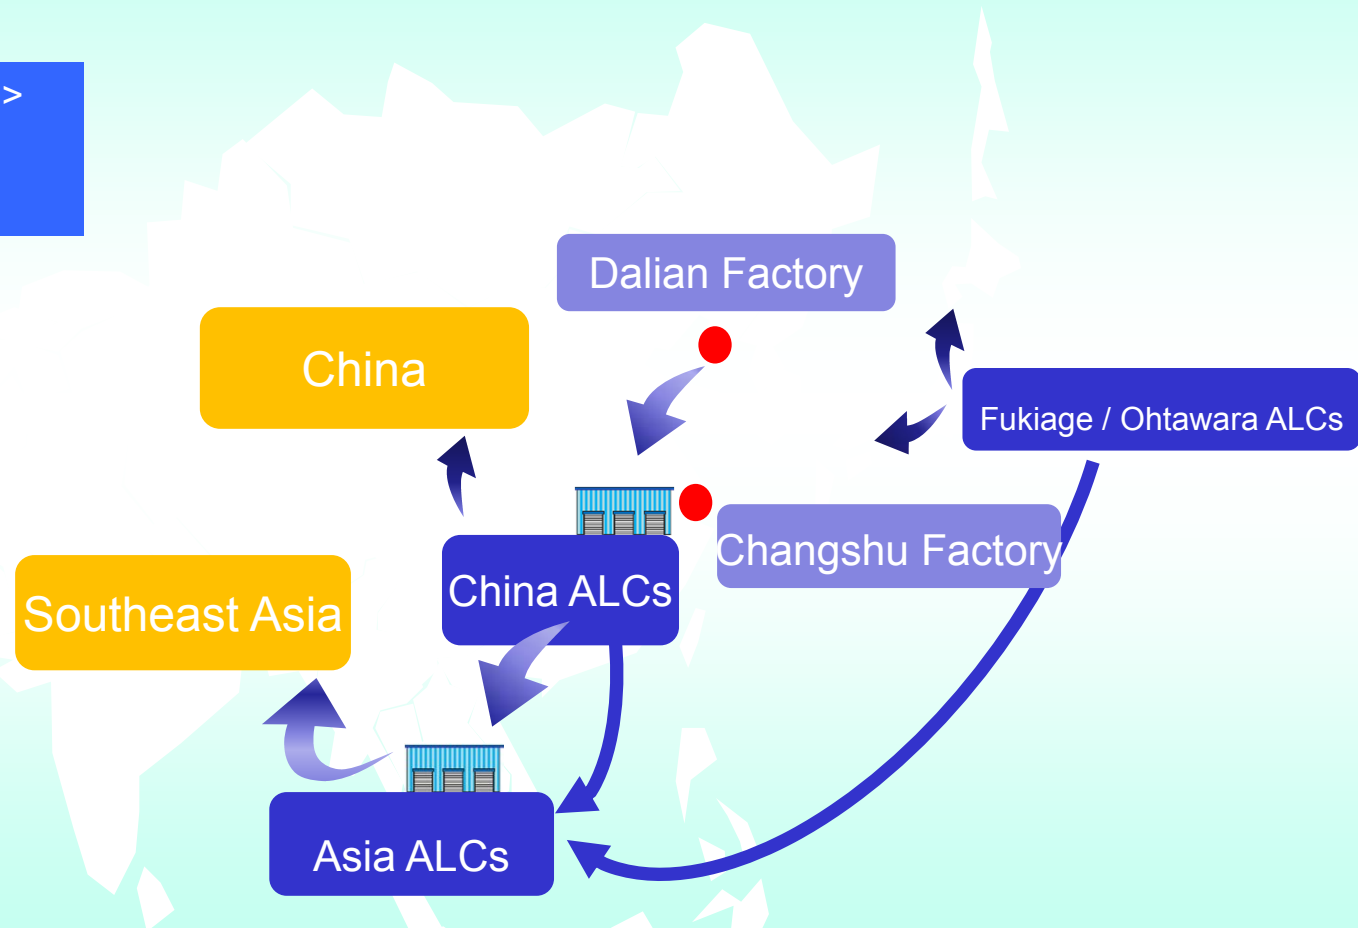 >
Dalian Factory
China
Fukiage / Ohtawara ALCs
Changshu Factory
China ALCs
Southeast Asia
Asia ALCs